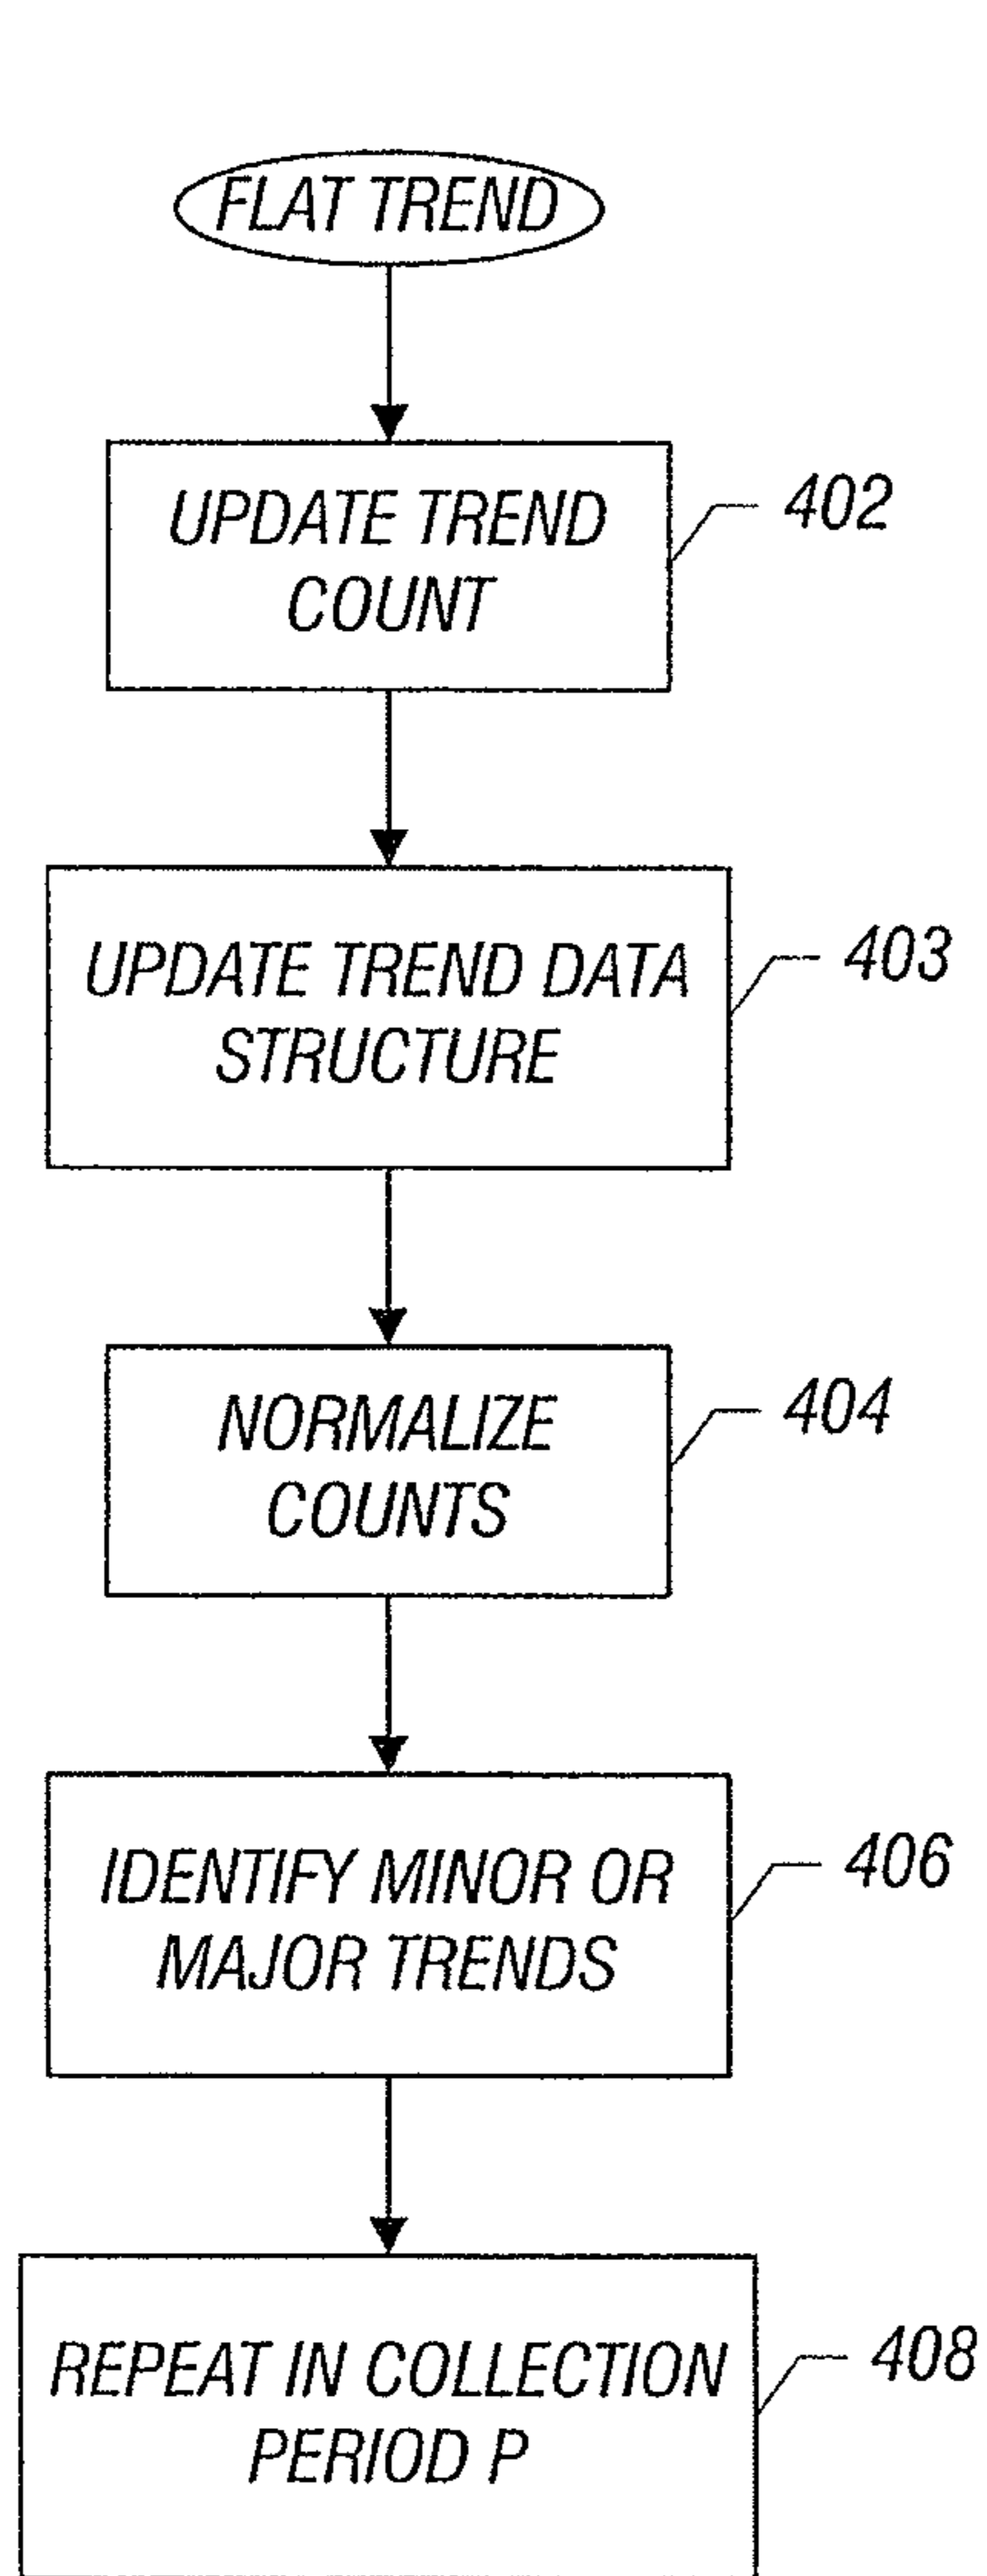 FLAT TREND
UPDATE TREND
COUNT
402
UPDATE TREND DATA
STRUCTURE
403
NORMALIZE
COUNTS
404
IDENTIFY MINOR OR
MAJOR TRENDS
406
REPEAT IN COLLECTION
PERIOD P
408